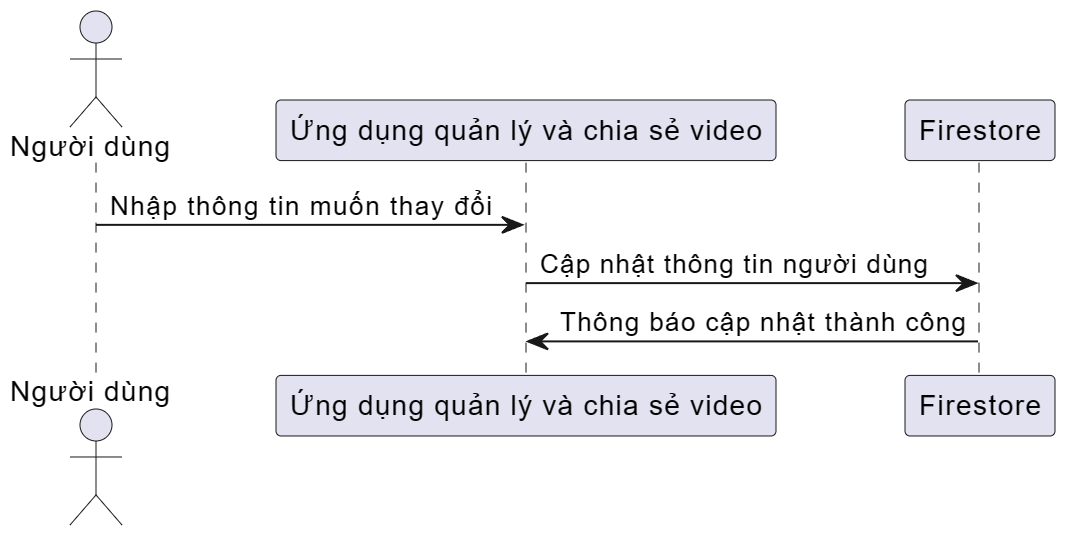 Người dùng
Ứng dụng quản lý và chia sẻ video
Firestore
Nhập thông tin muốn thay đổi
Cập nhật thông tin người dùng
Thông báo cập nhật thành công
Người dùng
Ứng dụng quản lý và chia sẻ video
Firestore